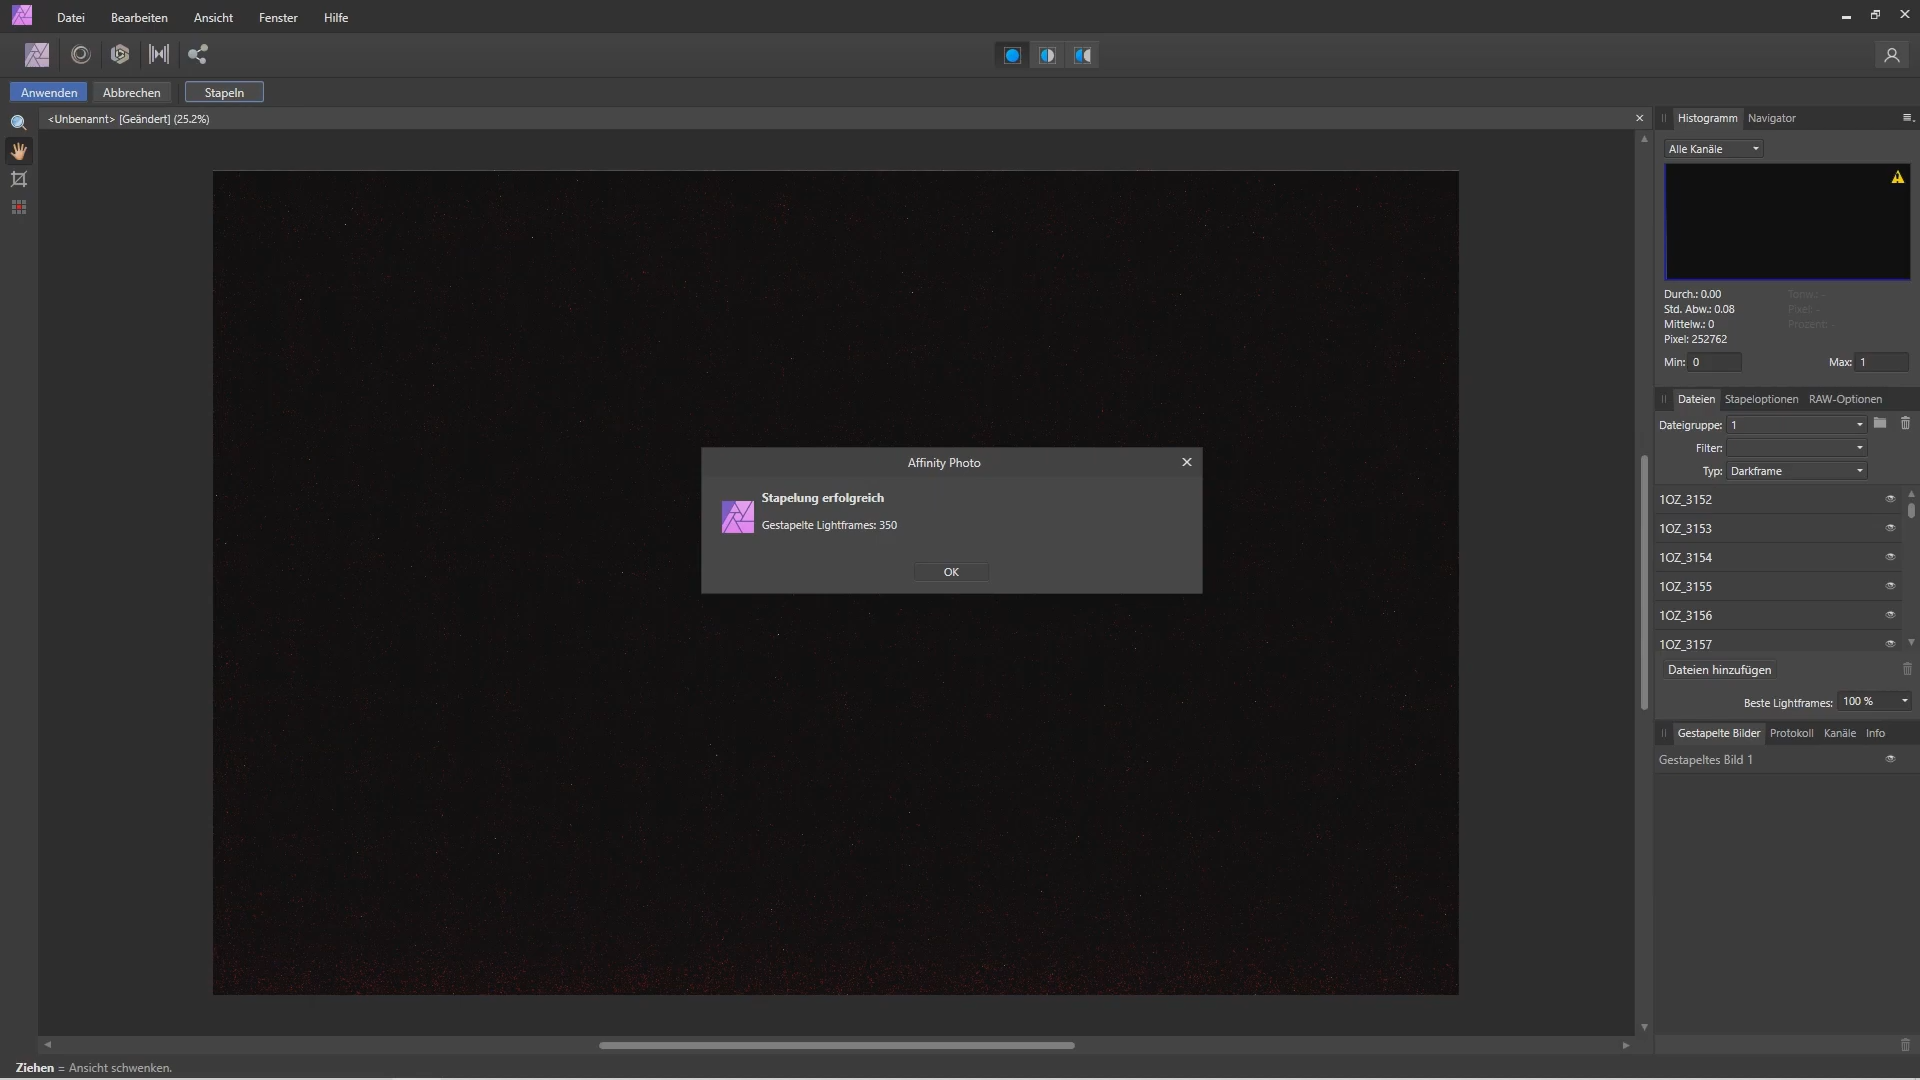 Datei Bearbeiten Ansicht Fenster Hilfe
Anwenden Abbrechen Stapeln
<Unbenannt> [Geändert] (25.2%)
Histogramm Navigator
Alle Kanäle
Durch.: 0.00 Tonw.: -
Std. Abw.: 0.08 Pixel: -
Mittelw.: 0 Prozent: -
Pixel: 252762
Min: 0 Max: 1
Dateien Stapeloptionen RAW-Optionen
Dateigruppe: 1
Filter:
Typ: Darkframe
1OZ_3152
1OZ_3153
1OZ_3154
1OZ_3155
1OZ_3156
1OZ_3157
Dateien hinzufügen
Beste Lightframes: 100 %
Gestapelte Bilder Protokoll Kanäle Info
Gestapeltes Bild 1
Affinity Photo
Stapelung erfolgreich
Gestapelte Lightframes: 350
OK
Ziehen = Ansicht schwenken.